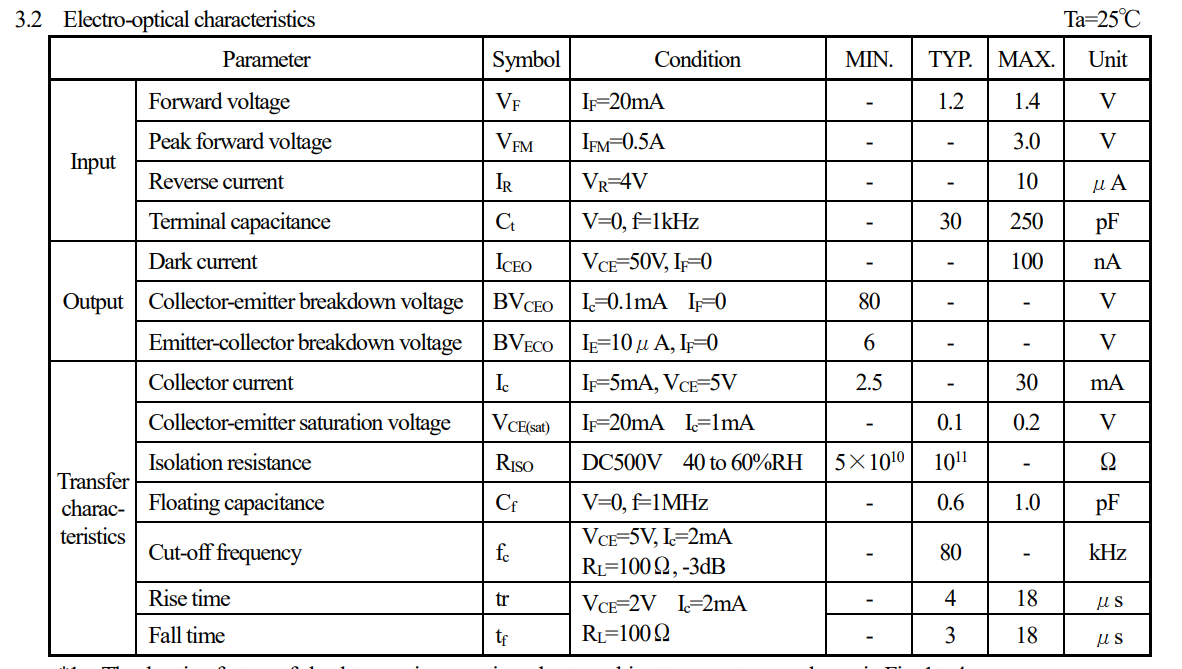 3.2 Electro-optical characteristics Ta=25℃
Parameter Symbol Condition MIN. TYP. MAX. Unit
Input
Forward voltage VF IF=20mA - 1.2 1.4 V
Peak forward voltage VFM IFM=0.5A - - 3.0 V
Reverse current IR VR=4V - - 10 μA
Terminal capacitance Ct V=0, f=1kHz - 30 250 pF
Output
Dark current ICEO VCE=50V, IF=0 - - 100 nA
Collector-emitter breakdown voltage BVCEO Ic=0.1mA IF=0 80 - - V
Emitter-collector breakdown voltage BVECO IE=10μA, IF=0 6 - - V
Transfer
charac-
teristics
Collector current Ic IF=5mA, VCE=5V 2.5 - 30 mA
Collector-emitter saturation voltage VCE(sat) IF=20mA Ic=1mA - 0.1 0.2 V
Isolation resistance RISO DC500V 40 to 60%RH 5×10¹⁰ 10¹¹ - Ω
Floating capacitance Cf V=0, f=1MHz - 0.6 1.0 pF
Cut-off frequency fc VCE=5V, Ic=2mA
RL=100Ω, -3dB - 80 - kHz
Rise time tr VCE=2V Ic=2mA - 4 18 μs
Fall time tf RL=100Ω - 3 18 μs